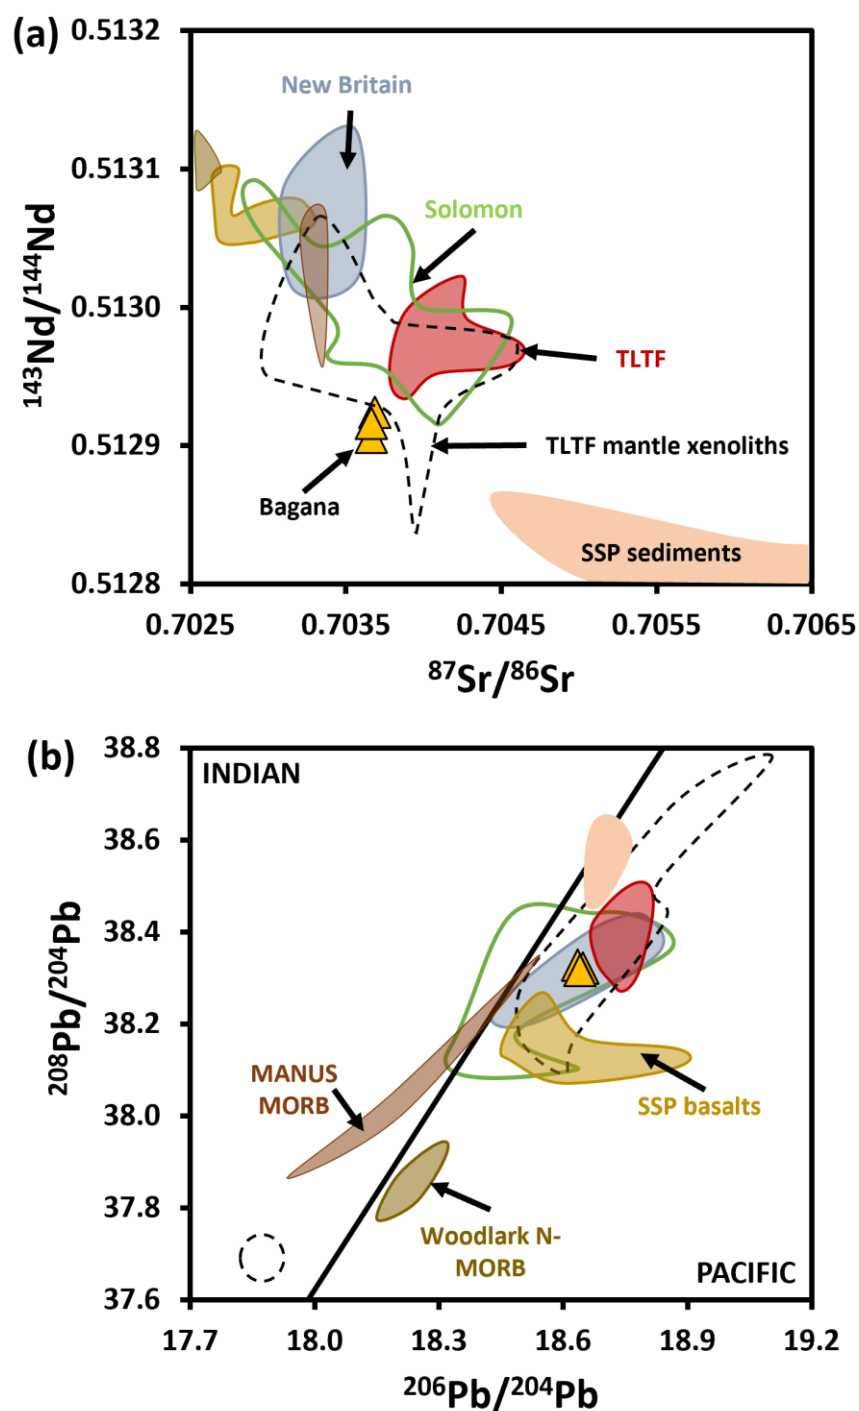 (a)
0.5132
0.5131
0.5130
0.5129
0.5128
¹⁴³Nd/¹⁴⁴Nd
New Britain
Solomon
TLTF
TLTF mantle xenoliths
Bagana
SSP sediments
0.7025 0.7035 0.7045 0.7055 0.7065
⁸⁷Sr/⁸⁶Sr
(b)
38.8
38.6
38.4
38.2
38.0
37.8
37.6
²⁰⁸Pb/²⁰⁴Pb
INDIAN
MANUS
MORB
SSP basalts
Woodlark N-
MORB
PACIFIC
17.7 18.0 18.3 18.6 18.9 19.2
²⁰⁶Pb/²⁰⁴Pb